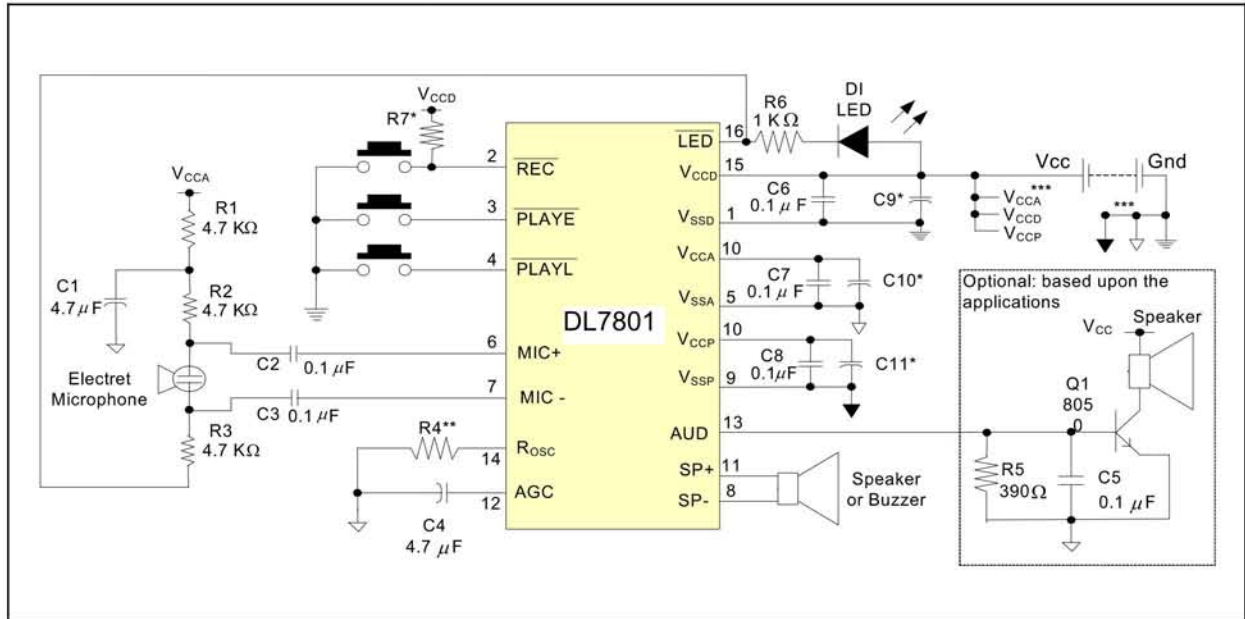 DI
LED
R6
1 KΩ
16
LED
VCCD
R7*
2
REC
15
VCCD
Vcc
Gnd
C6
0.1 μF
C9*
VCCA***
VCCD
VCCP
***
VCCA
R1
4.7 KΩ
3
PLAYE
VSSD
1
4
PLAYL
VCCA
10
C7
0.1 μF
C10*
C1
4.7μF
R2
4.7 KΩ
VSSA
5
DL7801
Optional: based upon the
applications
VCC
Speaker
6
MIC+
C2
0.1 μF
VCCP
10
C8
0.1μF
C11*
Electret
Microphone
7
MIC -
C3
0.1 μF
VSSP
9
Q1
805
0
R3
4.7 KΩ
R4**
ROSC
14
AUD
13
R5
390Ω
C5
0.1 μF
SP+
11
Speaker
or Buzzer
SP-
8
AGC
12
C4
4.7 μF